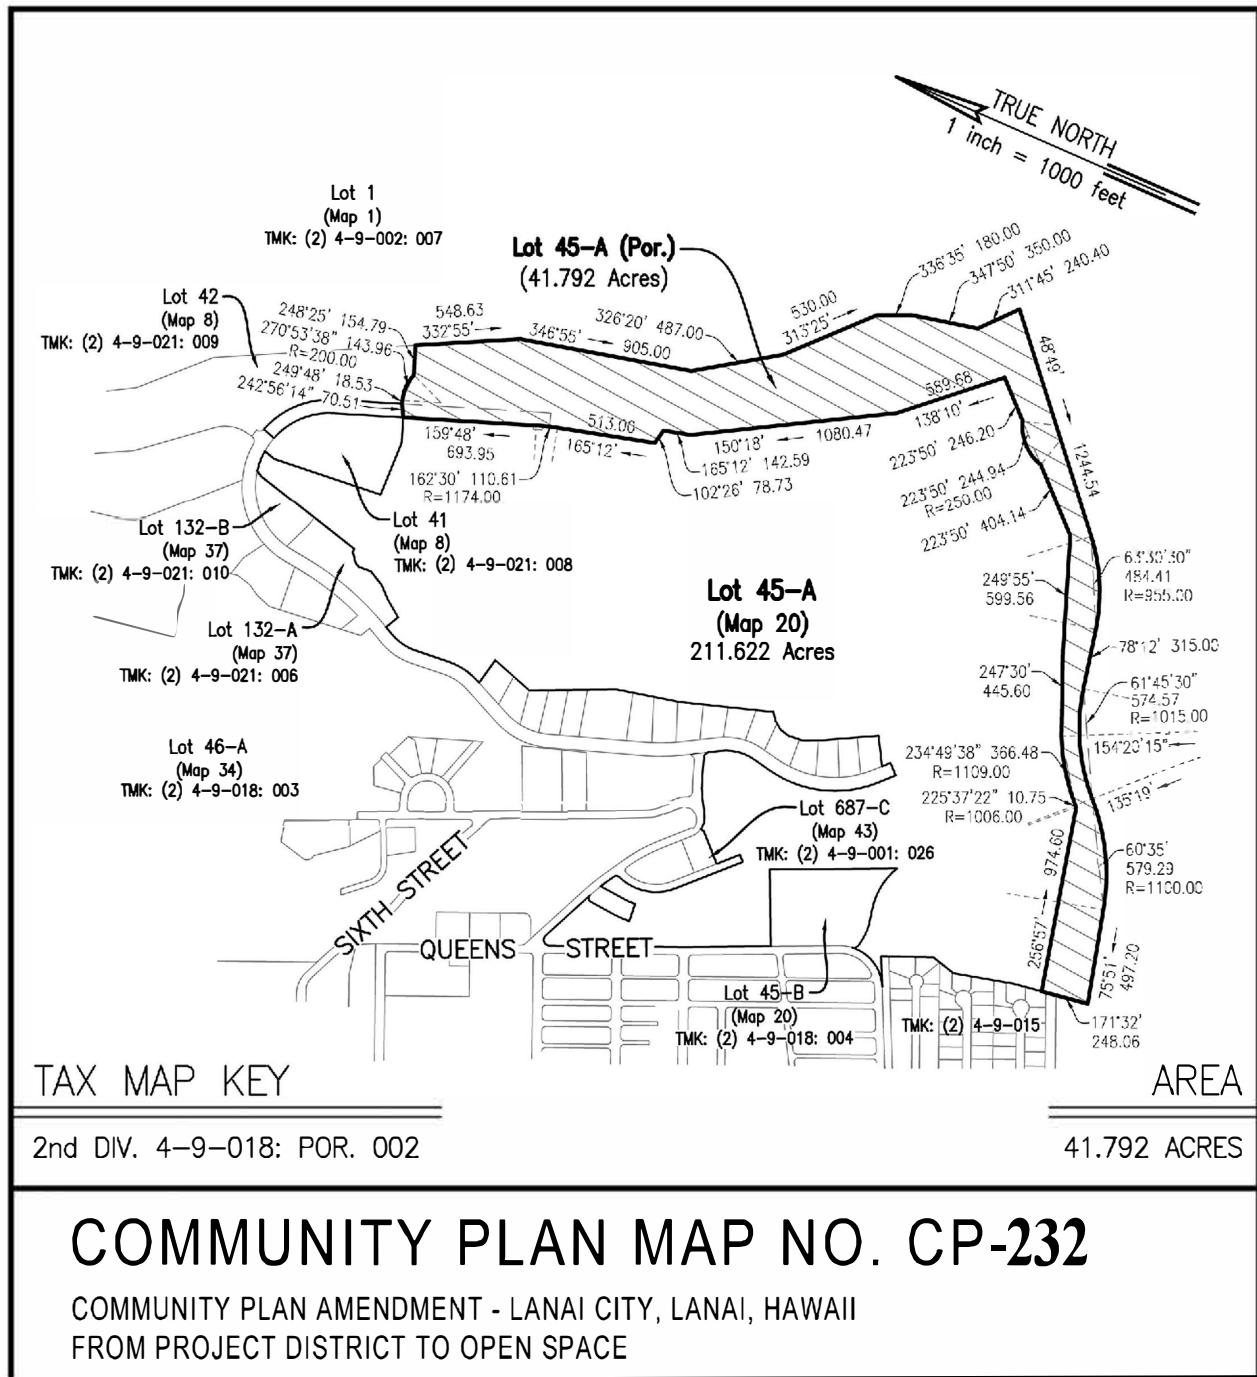 TRUE NORTH
1 inch = 1000 feet
Lot 1
(Map 1)
TMK: (2) 4-9-002: 007
Lot 45-A (Por.)
(41.792 Acres)
336°35' 180.00
347°50' 350.00
311°45' 240.40
Lot 42
(Map 8)
TMK: (2) 4-9-021: 009
248°25' 154.79
270°53'38" 143.96
R=200.00
249°48' 18.53
242°56'14" 70.51
548.63
332°55'
346°55'
905.00
326°20' 487.00
530.00
313°25'
48°49'
1244.54
589.68
138°10'
513.00
165°12'
159°48'
693.95
150°18'
1080.47
165°12' 142.59
102°26' 78.73
162°30' 110.61
R=1174.00
223°50' 246.20
223°50' 244.94
R=250.00
223°50' 404.14
Lot 41
(Map 8)
TMK: (2) 4-9-021: 008
Lot 132-B
(Map 37)
TMK: (2) 4-9-021: 010
Lot 132-A
(Map 37)
TMK: (2) 4-9-021: 006
Lot 45-A
(Map 20)
211.622 Acres
249°55'
599.56
63°30'30"
484.41
R=955.00
78°12' 315.00
247°30'
445.60
61°45'30"
574.57
R=1015.00
154°20'15"
135°19'
234°49'38" 366.48
R=1109.00
225°37'22" 10.75
R=1006.00
Lot 46-A
(Map 34)
TMK: (2) 4-9-018: 003
Lot 687-C
(Map 43)
TMK: (2) 4-9-001: 026
60°35'
579.29
R=1100.00
974.60
256°57'
SIXTH STREET
QUEENS STREET
75°51'
497.20
Lot 45-B
(Map 20)
TMK: (2) 4-9-018: 004
TMK: (2) 4-9-015
171°32'
248.06
TAX MAP KEY
AREA
2nd DIV. 4-9-018: POR. 002
41.792 ACRES
COMMUNITY PLAN MAP NO. CP-232
COMMUNITY PLAN AMENDMENT - LANAI CITY, LANAI, HAWAII
FROM PROJECT DISTRICT TO OPEN SPACE